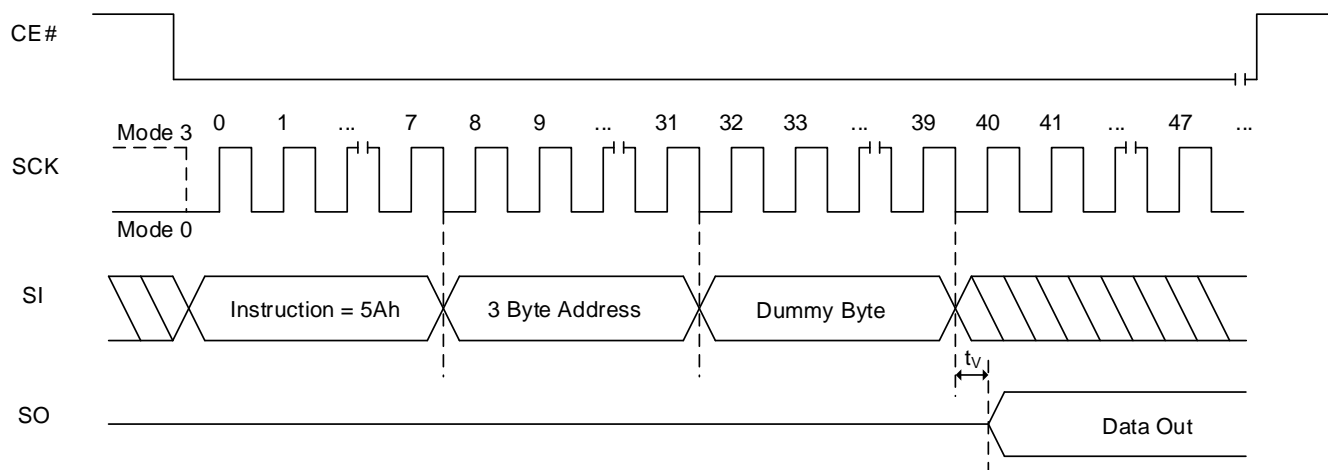 CE#
Mode 3
0 1 ... 7 8 9 ... 31 32 33 ... 39 40 41 ... 47 ...
SCK
Mode 0
SI
Instruction = 5Ah
3 Byte Address
Dummy Byte
tV
SO
Data Out